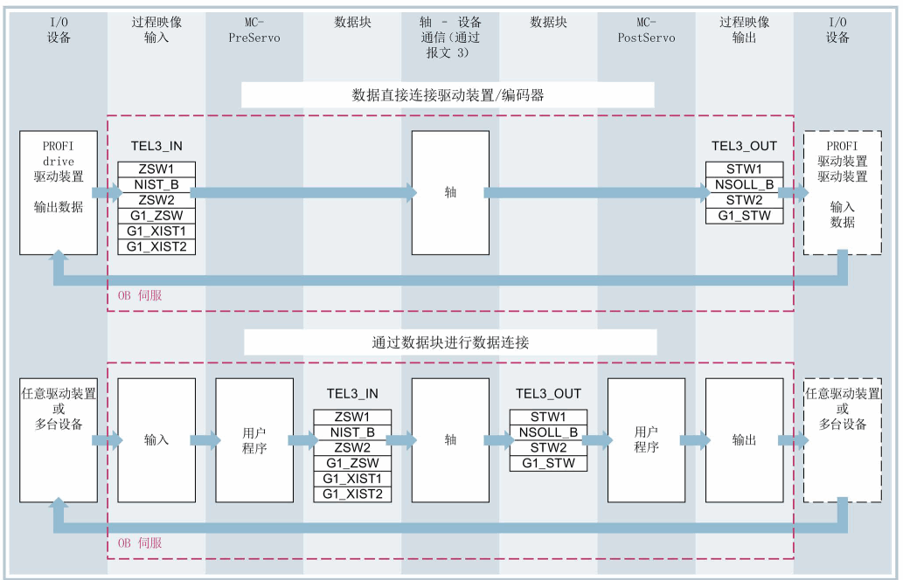 I/O
设备
过程映像
输入
MC-
PreServo
数据块
轴 - 设备
通信(通过
报文 3)
数据块
MC-
PostServo
过程映像
输出
I/O
设备
数据直接连接驱动装置/编码器
PROFI
drive
驱动装置
输出数据
TEL3_IN
ZSW1
NIST_B
ZSW2
G1_ZSW
G1_XIST1
G1_XIST2
轴
TEL3_OUT
STW1
NSOLL_B
STW2
G1_STW
PROFI
驱动装置
驱动装置
输入
数据
OB 伺服
通过数据块进行数据连接
任意驱动装置
或
多台设备
输入
用户
程序
TEL3_IN
ZSW1
NIST_B
ZSW2
G1_ZSW
G1_XIST1
G1_XIST2
轴
TEL3_OUT
STW1
NSOLL_B
STW2
G1_STW
用户
程序
输出
任意驱动装置
或
多台设备
OB 伺服